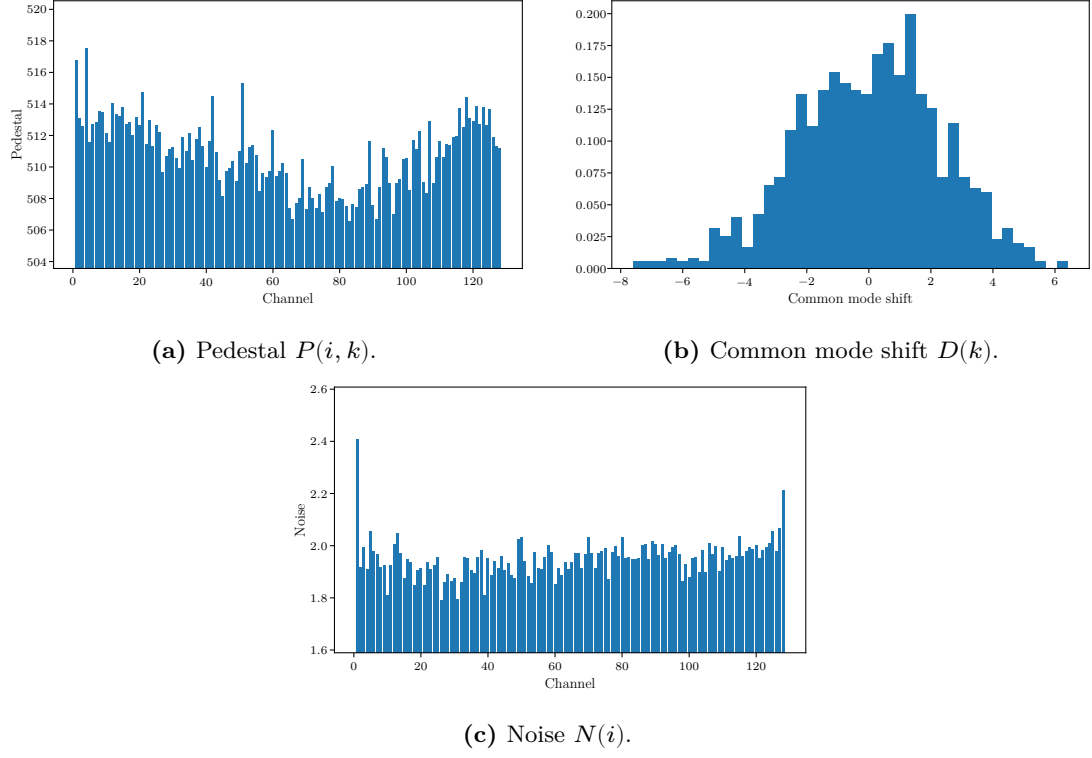 520
518
516
514
512
510
508
506
504
Pedestal
0 20 40 60 80 100 120
Channel
(a) Pedestal P(i, k).
0.200
0.175
0.150
0.125
0.100
0.075
0.050
0.025
0.000
−8 −6 −4 −2 0 2 4 6
Common mode shift
(b) Common mode shift D(k).
2.6
2.4
2.2
2.0
1.8
1.6
Noise
0 20 40 60 80 100 120
Channel
(c) Noise N(i).